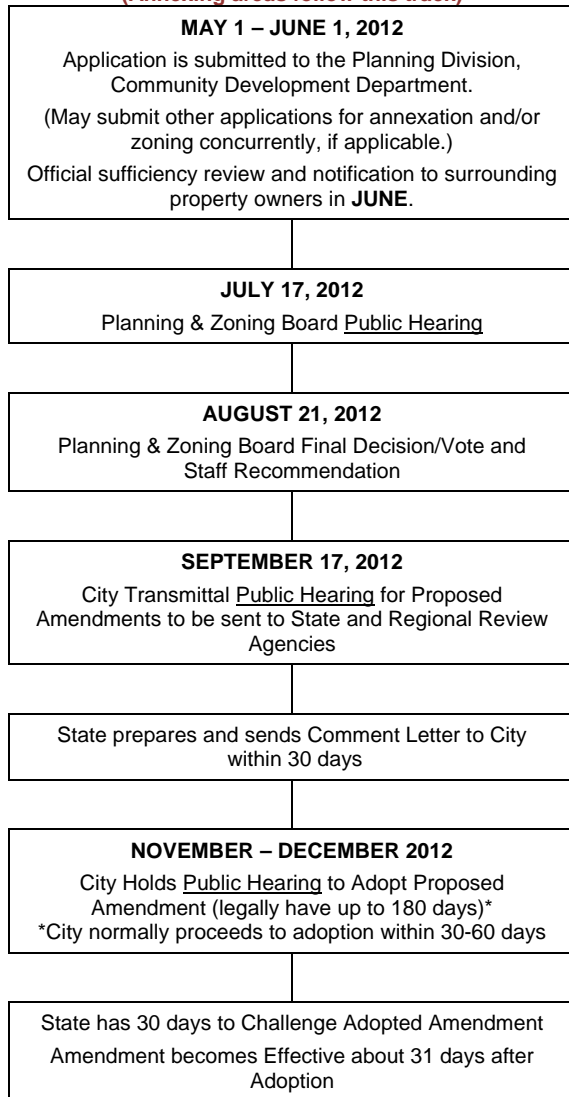 (Annexing areas follow this track)
MAY 1 – JUNE 1, 2012
Application is submitted to the Planning Division,
Community Development Department.
(May submit other applications for annexation and/or
zoning concurrently, if applicable.)
Official sufficiency review and notification to surrounding
property owners in JUNE.
JULY 17, 2012
Planning & Zoning Board Public Hearing
AUGUST 21, 2012
Planning & Zoning Board Final Decision/Vote and
Staff Recommendation
SEPTEMBER 17, 2012
City Transmittal Public Hearing for Proposed
Amendments to be sent to State and Regional Review
Agencies
State prepares and sends Comment Letter to City
within 30 days
NOVEMBER – DECEMBER 2012
City Holds Public Hearing to Adopt Proposed
Amendment (legally have up to 180 days)*
*City normally proceeds to adoption within 30-60 days
State has 30 days to Challenge Adopted Amendment
Amendment becomes Effective about 31 days after
Adoption